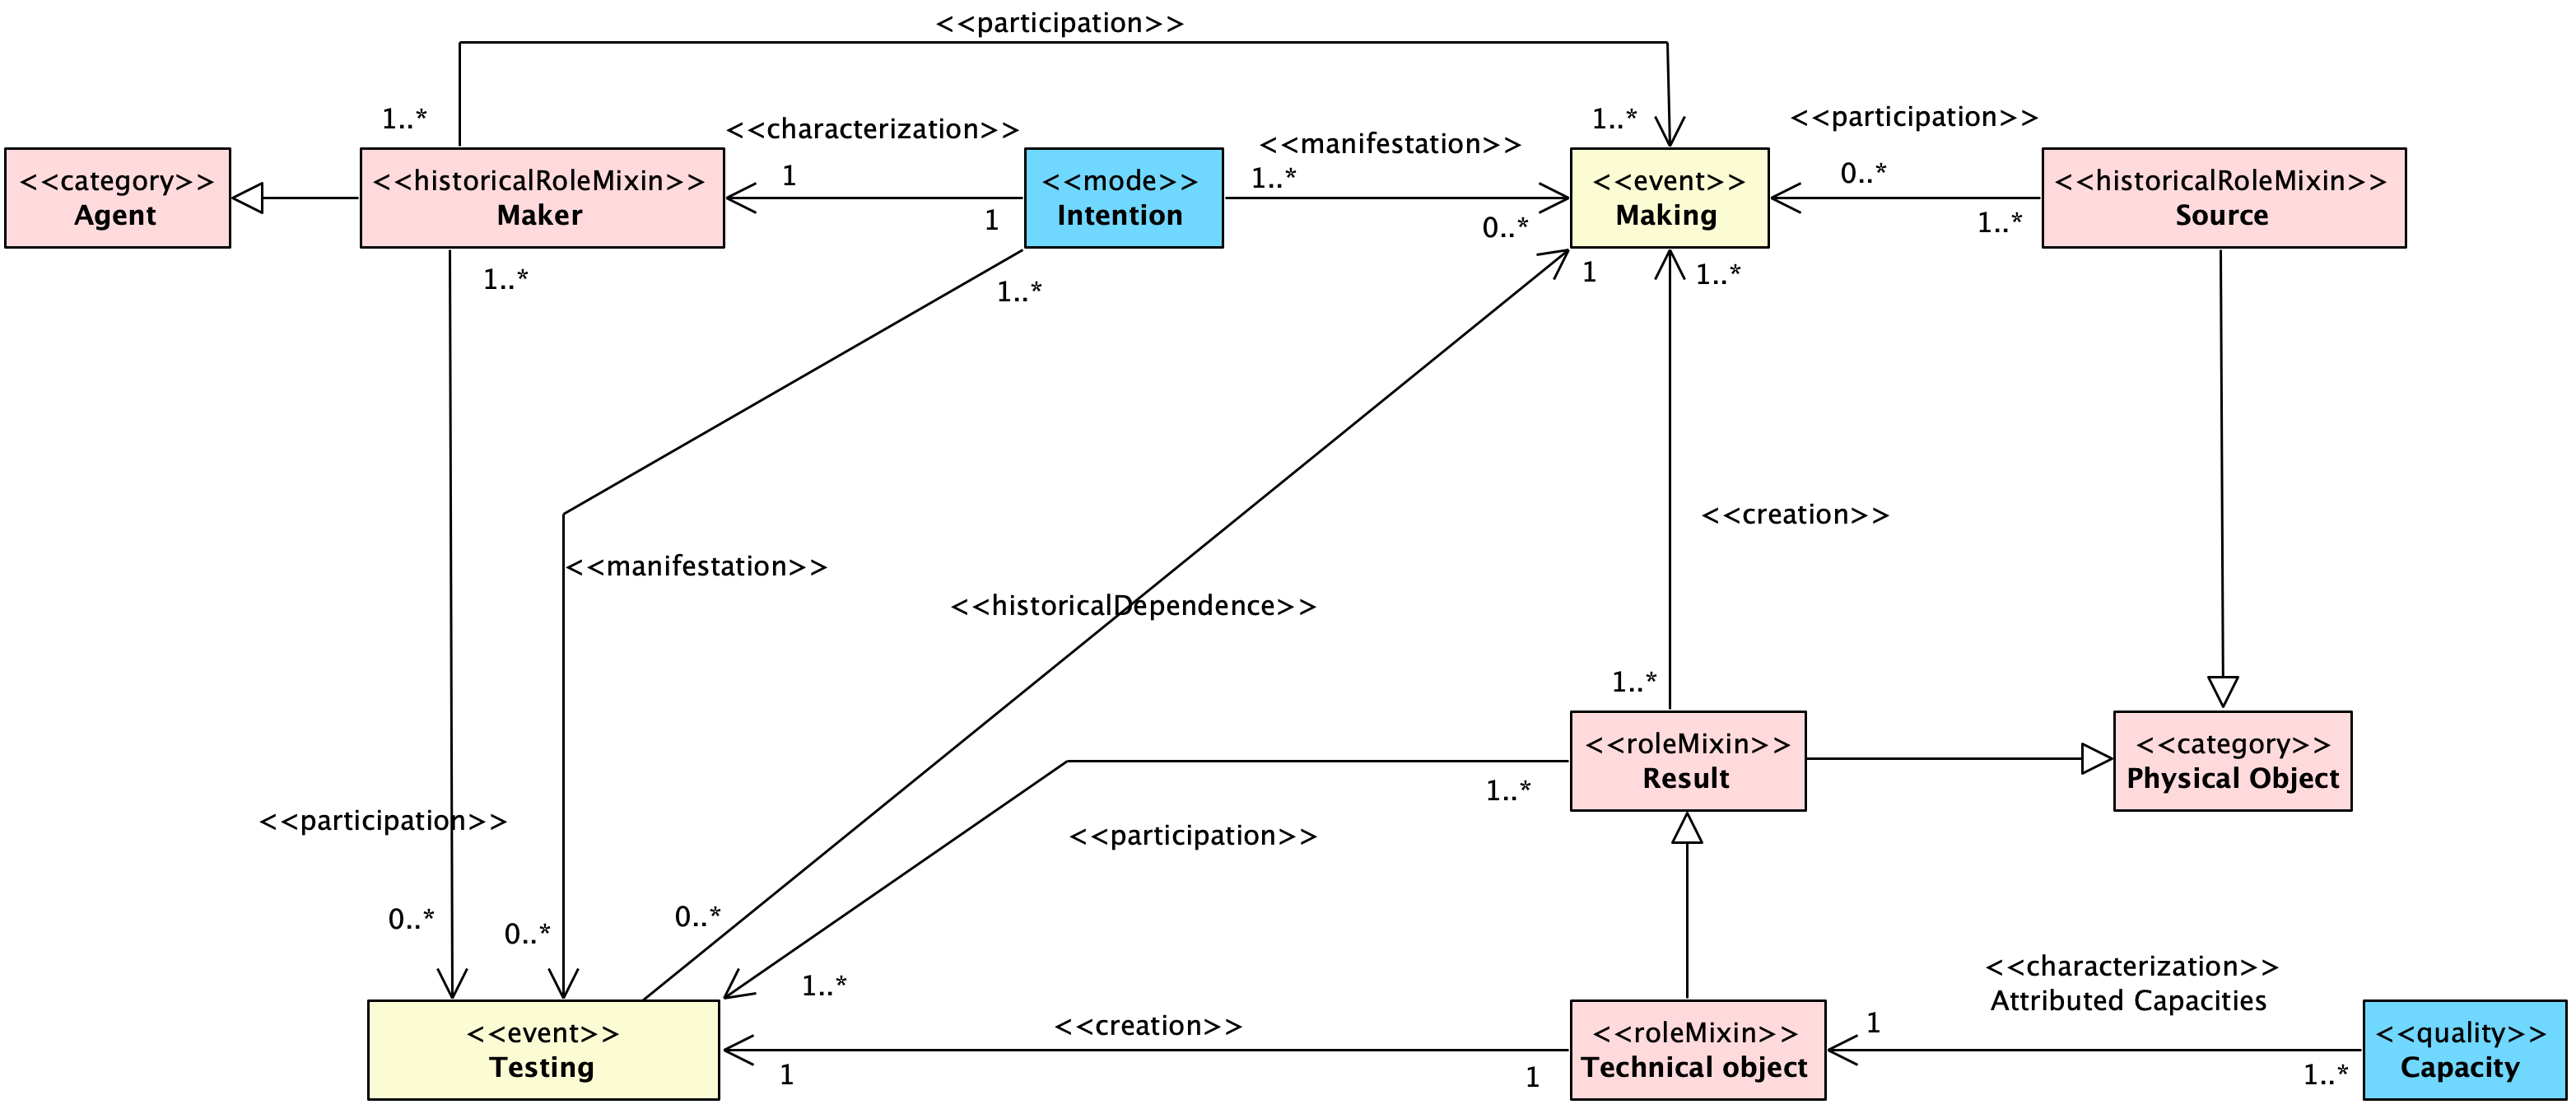 <<participation>>
1..*
1..*
<<participation>>
<<characterization>>
<<manifestation>>
<<category>>
Agent
<<historicalRoleMixin>>
Maker
1
1
<<mode>>
Intention
1..*
0..*
<<event>>
Making
0..*
1..*
<<historicalRoleMixin>>
Source
1..*
1..*
1
1..*
<<creation>>
<<manifestation>>
<<historicalDependence>>
1..*
<<roleMixin>>
Result
<<category>>
Physical Object
1..*
<<participation>>
<<participation>>
0..*
0..*
0..*
1..*
<<characterization>>
Attributed Capacities
<<event>>
Testing
<<creation>>
1
1
<<roleMixin>>
Technical object
1
1..*
<<quality>>
Capacity